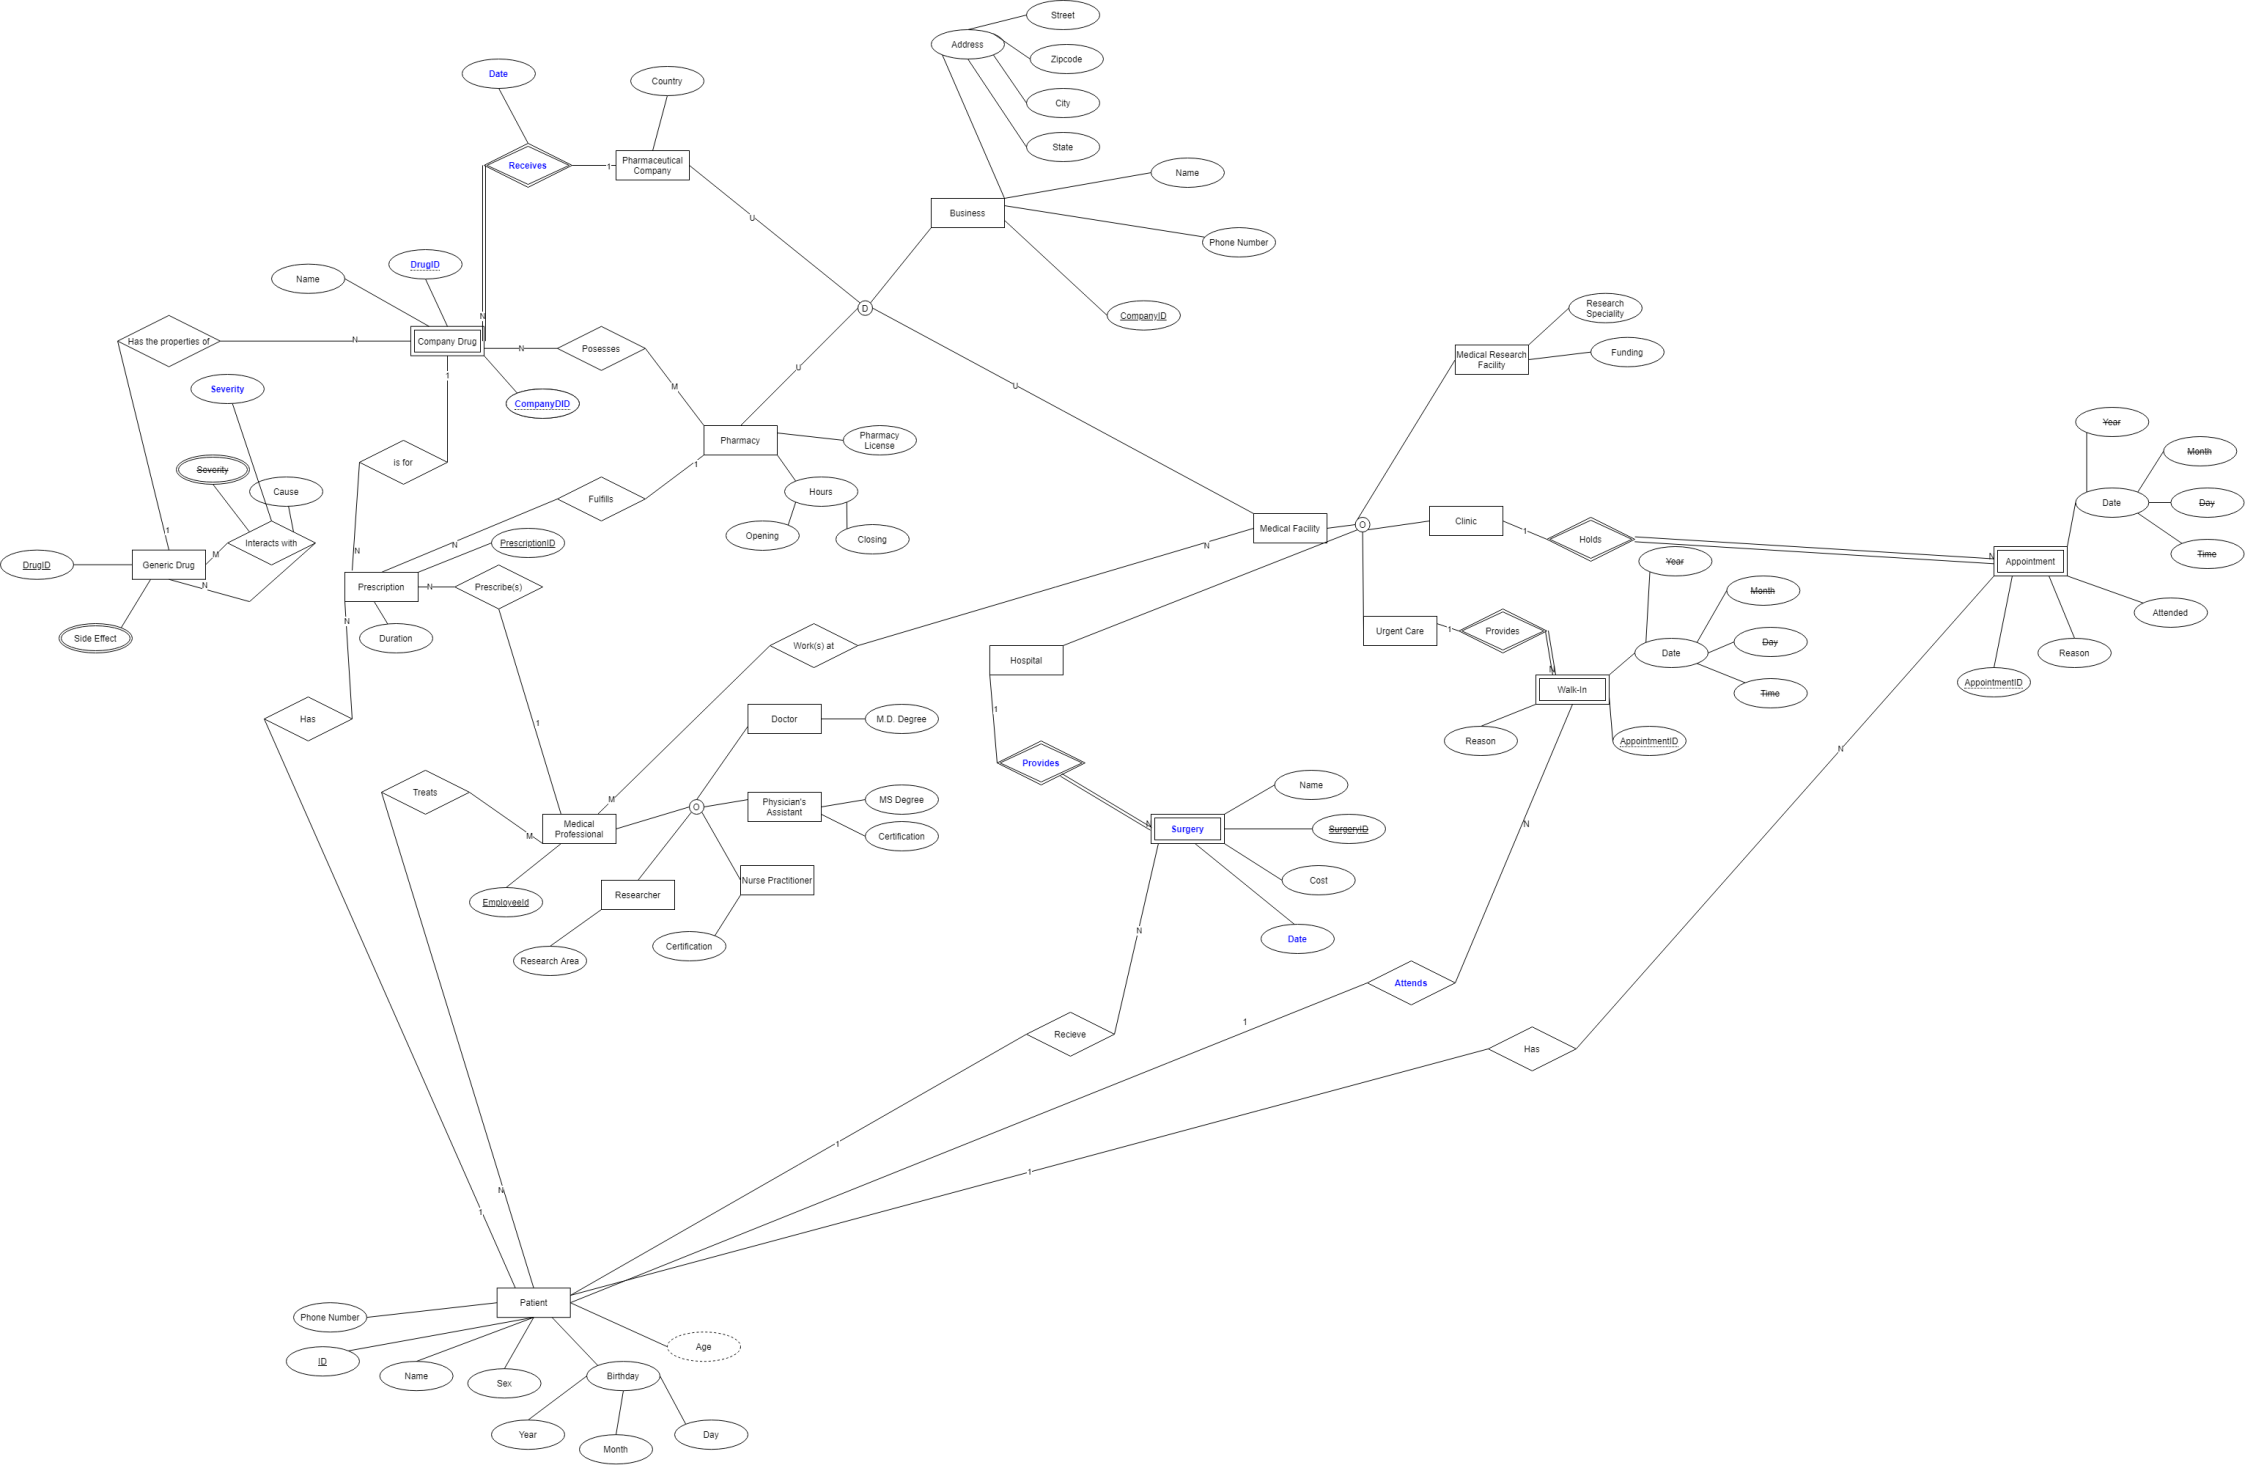 Street
Address
Zipcode
Date
Country
City
State
Receives
1
Pharmaceutical
Company
Name
U
Business
Phone Number
DrugID
Name
N
D
CompanyID
Research
Speciality
Has the properties of
N
Company Drug
N
Posesses
Medical Research
Facility
Funding
1
M
U
U
Severity
CompanyDID
Year
Pharmacy
Pharmacy
License
Month
is for
1
Severity
Cause
Hours
Fulfills
Date
Day
Opening
Closing
Medical Facility
O
Clinic
1
Holds
1
Interacts with
N
PrescriptionID
N
Time
M
N
N
Appointment
DrugID
Generic Drug
Year
N
Prescription
N
Prescribe(s)
Month
Attended
N
Side Effect
Duration
Work(s) at
Urgent Care
1
Provides
Day
Reason
Date
Hospital
N
Walk-In
Time
AppointmentID
Has
1
Doctor
M.D. Degree
1
Reason
AppointmentID
N
Provides
Treats
M
O
Physician's
Assistant
MS Degree
Name
M
Medical
Professional
Certification
N
Surgery
SurgeryID
N
Nurse Practitioner
Cost
EmployeeId
Researcher
Certification
N
Date
Research Area
Attends
1
Recieve
Has
1
1
N
1
Patient
Phone Number
Age
ID
Name
Sex
Birthday
Year
Month
Day